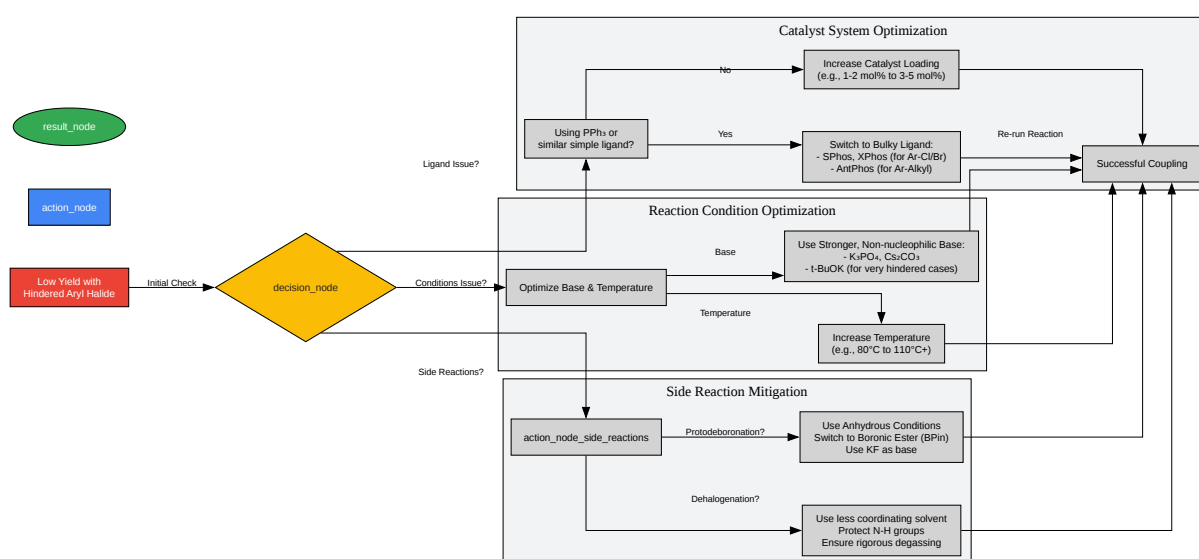 Catalyst System Optimization
No
Increase Catalyst Loading
(e.g., 1-2 mol% to 3-5 mol%)
result_node
Using PPh₃ or
similar simple ligand?
Yes
Switch to Bulky Ligand:
- SPhos, XPhos (for Ar-Cl/Br)
- AntPhos (for Ar-Alkyl)
Re-run Reaction
Successful Coupling
Ligand Issue?
action_node
Reaction Condition Optimization
Low Yield with
Hindered Aryl Halide
Initial Check
decision_node
Conditions Issue?
Optimize Base & Temperature
Base
Use Stronger, Non-nucleophilic Base:
- K₃PO₄, Cs₂CO₃
- t-BuOK (for very hindered cases)
Temperature
Increase Temperature
(e.g., 80°C to 110°C+)
Side Reactions?
Side Reaction Mitigation
action_node_side_reactions
Protodeboronation?
Use Anhydrous Conditions
Switch to Boronic Ester (BPin)
Use KF as base
Dehalogenation?
Use less coordinating solvent
Protect N-H groups
Ensure rigorous degassing